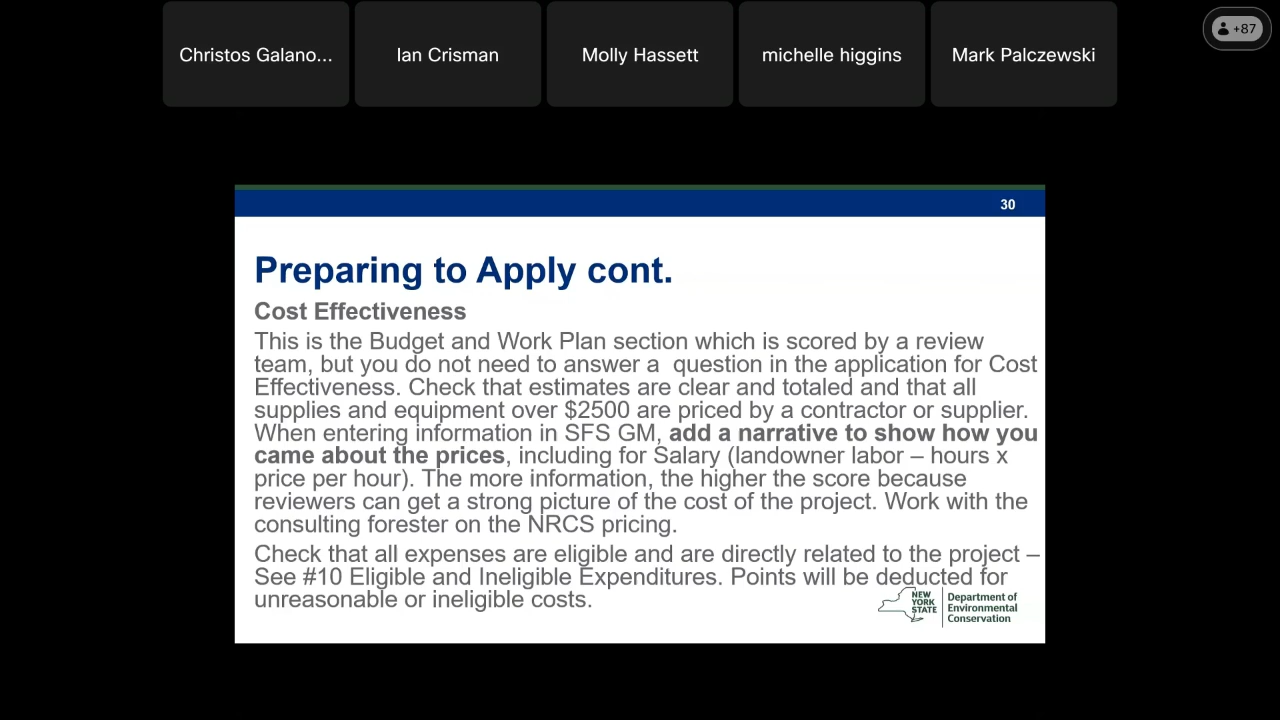 Christos Galano...
Ian Crisman
Molly Hassett
michelle higgins
Mark Palczewski
+87
30
Preparing to Apply cont.
Cost Effectiveness
This is the Budget and Work Plan section which is scored by a review
team, but you do not need to answer a  question in the application for Cost
Effectiveness. Check that estimates are clear and totaled and that all
supplies and equipment over $2500 are priced by a contractor or supplier.
When entering information in SFS GM, add a narrative to show how you
came about the prices, including for Salary (landowner labor – hours x
price per hour). The more information, the higher the score because
reviewers can get a strong picture of the cost of the project. Work with the
consulting forester on the NRCS pricing.
Check that all expenses are eligible and are directly related to the project –
See #10 Eligible and Ineligible Expenditures. Points will be deducted for
unreasonable or ineligible costs.
NEW
YORK
STATE
Department of
Environmental
Conservation